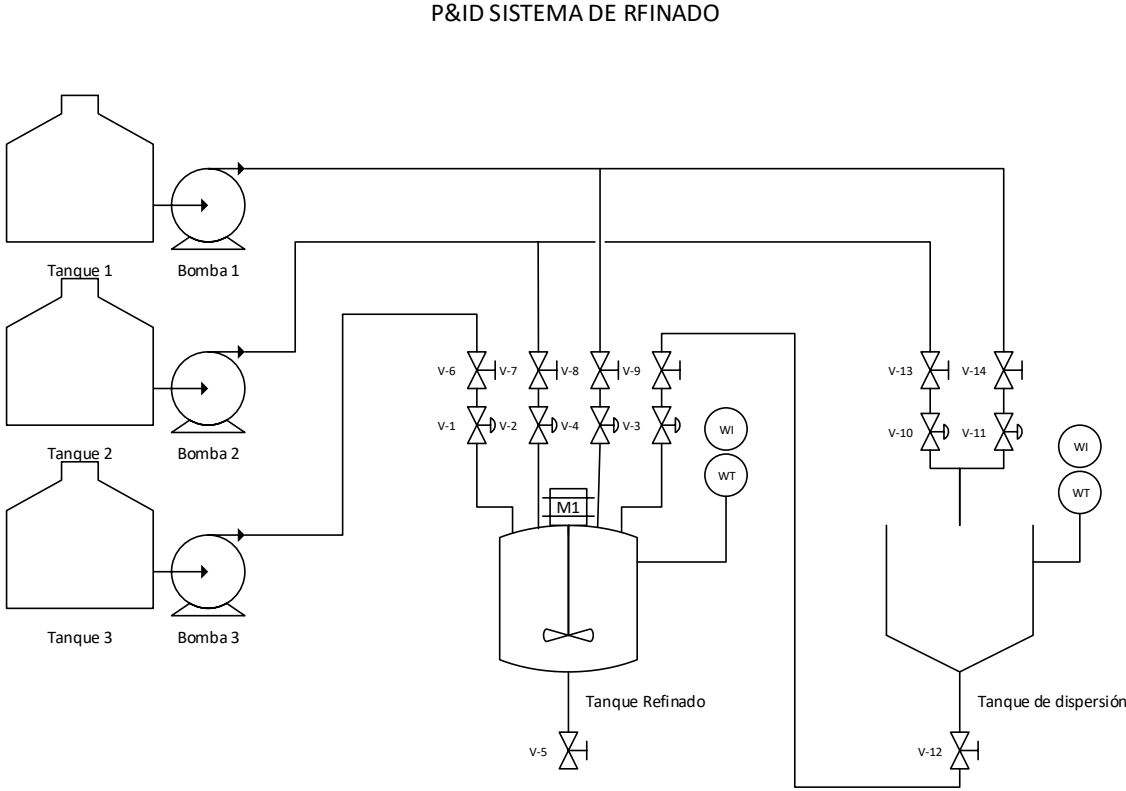 P&ID SISTEMA DE RFINADO
Tanque 1
Bomba 1
Tanque 2
Bomba 2
Tanque 3
Bomba 3
V-6
V-7
V-8
V-9
V-1
V-2
V-4
V-3
WI
WT
M1
Tanque Refinado
V-5
V-13
V-14
V-10
V-11
WI
WT
Tanque de dispersión
V-12